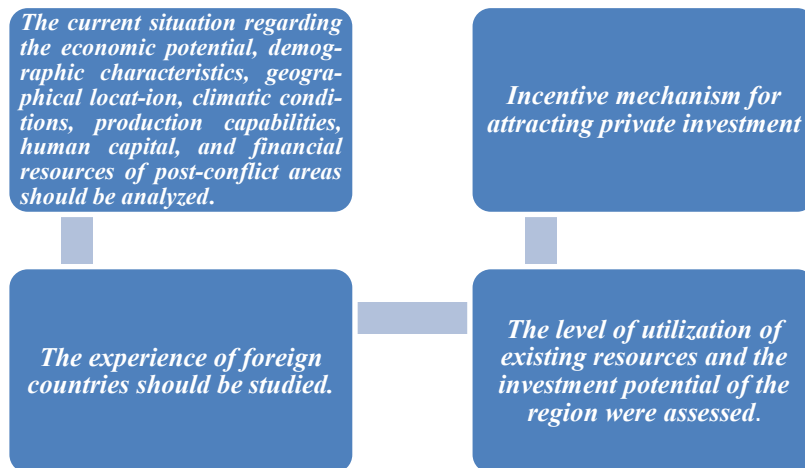 The current situation regarding
the economic potential, demog-
raphic characteristics, geogra-
phical locat-ion, climatic condi-
tions, production capabilities,
human capital, and financial
resources of post-conflict areas
should be analyzed.
The experience of foreign
countries should be studied.
The level of utilization of
existing resources and the
investment potential of the
region were assessed.
Incentive mechanism for
attracting private investment